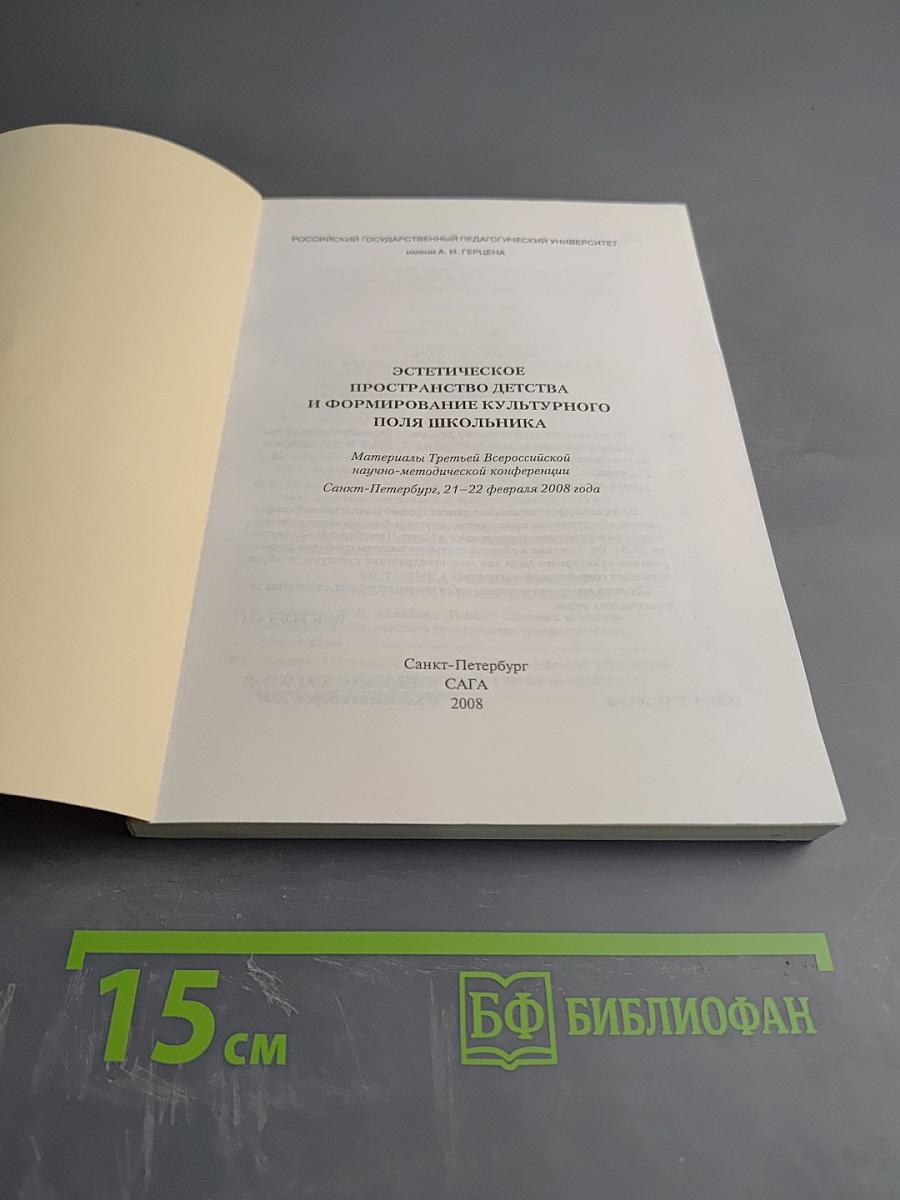 РОССИЙСКИЙ ГОСУДАРСТВЕННЫЙ ПЕДАГОГИЧЕСКИЙ УНИВЕРСИТЕТ
имени А. И. ГЕРЦЕНА
ЭСТЕТИЧЕСКОЕ
ПРОСТРАНСТВО ДЕТСТВА
И ФОРМИРОВАНИЕ КУЛЬТУРНОГО
ПОЛЯ ШКОЛЬНИКА
Материалы Третьей Всероссийской
научно-методической конференции
Санкт-Петербург, 21–22 февраля 2008 года
Санкт-Петербург
САГА
2008
15 см
БФ БИБЛИОФАН